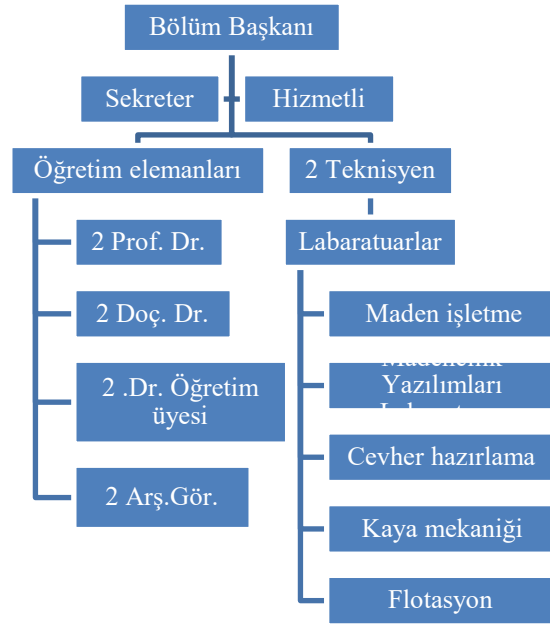 Bölüm Başkanı
Sekreter
Hizmetli
Öğretim elemanları
2 Teknisyen
2 Prof. Dr.
Labaratuarlar
2 Doç. Dr.
Maden işletme
2 .Dr. Öğretim
üyesi
Yazılımları
Cevher hazırlama
2 Arş.Gör.
Kaya mekaniği
Flotasyon